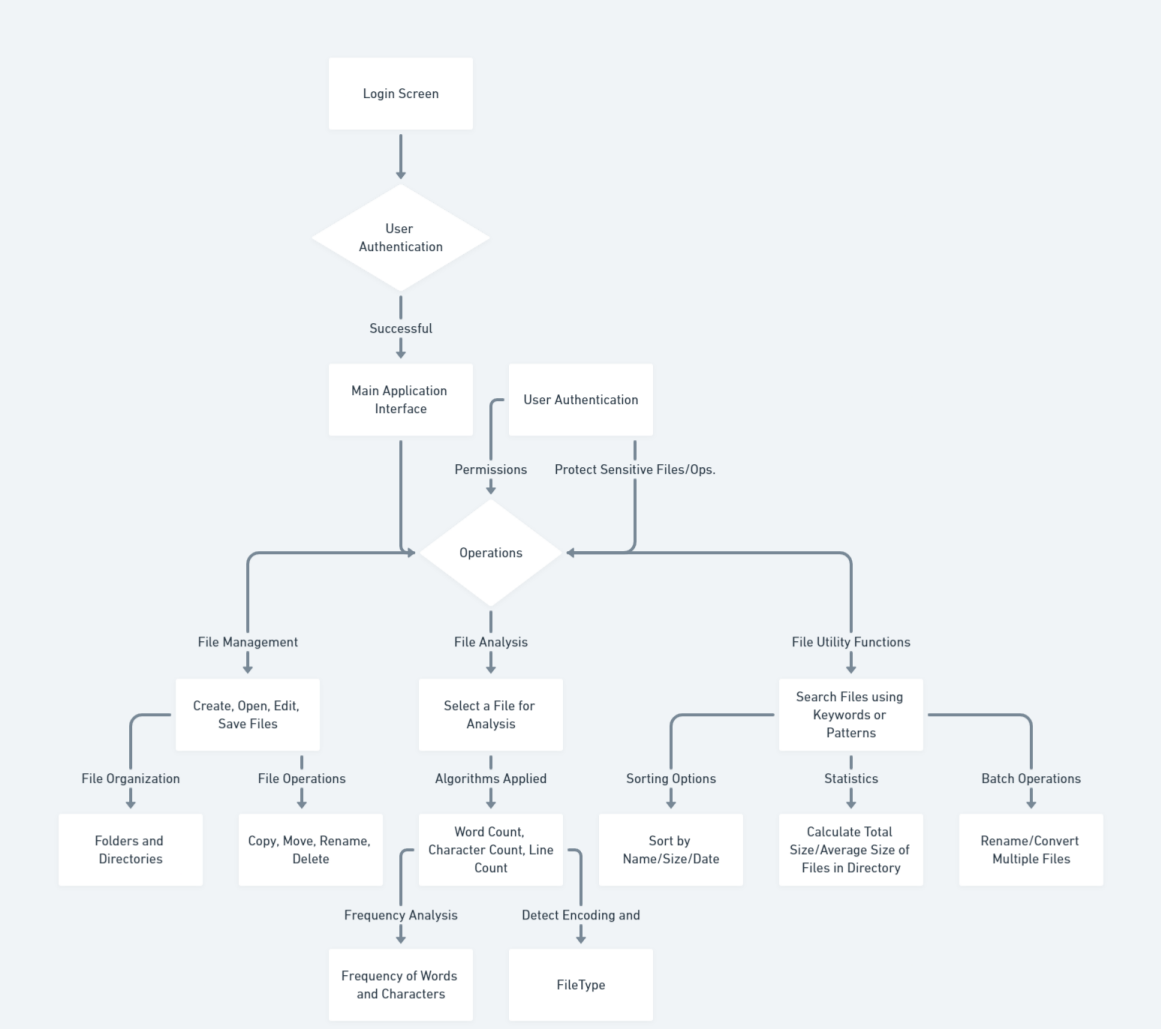 Login Screen
User
Authentication
Successful
Main Application
Interface
User Authentication
Permissions
Protect Sensitive Files/Ops.
Operations
File Management
File Analysis
File Utility Functions
Create, Open, Edit,
Save Files
Select a File for
Analysis
Search Files using
Keywords or
Patterns
File Organization
File Operations
Algorithms Applied
Sorting Options
Statistics
Batch Operations
Folders and
Directories
Copy, Move, Rename,
Delete
Word Count,
Character Count, Line
Count
Sort by
Name/Size/Date
Calculate Total
Size/Average Size of
Files in Directory
Rename/Convert
Multiple Files
Frequency Analysis
Detect Encoding and
Frequency of Words
and Characters
FileType